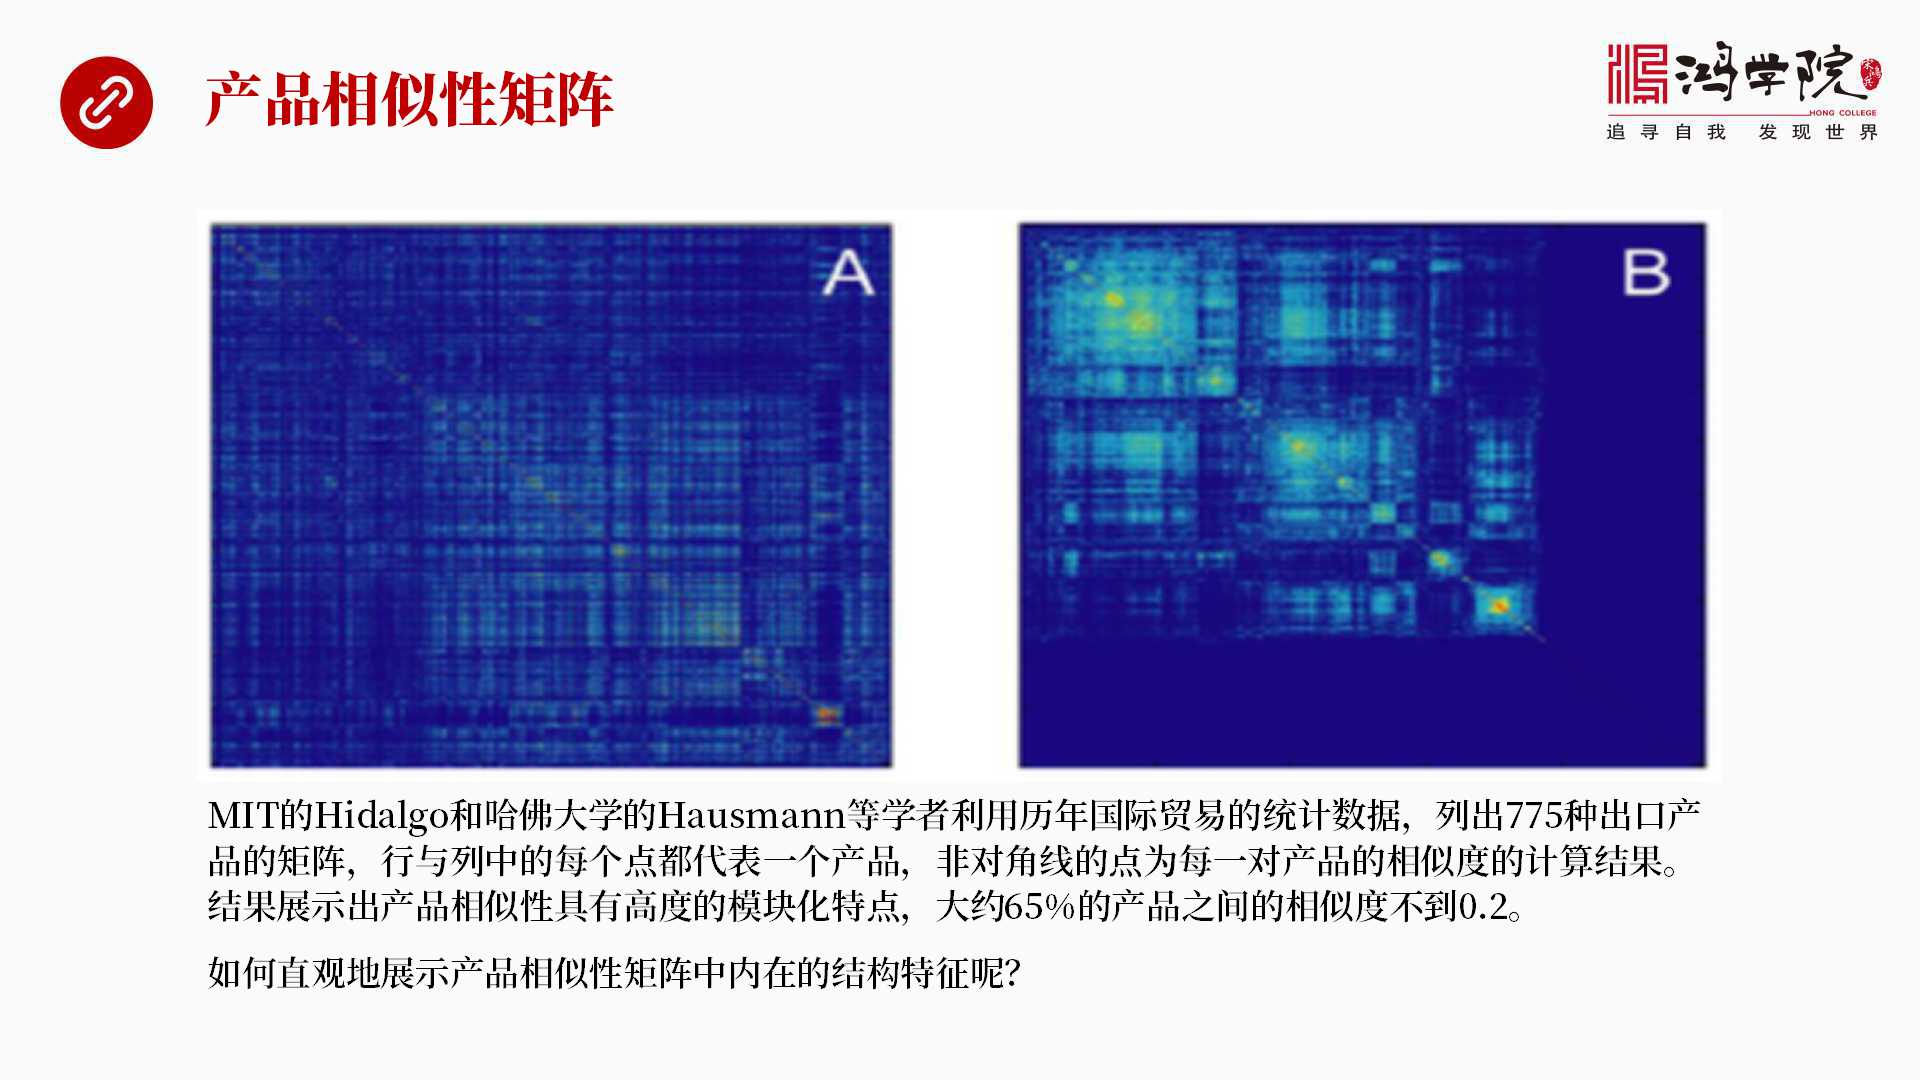 产品相似性矩阵
鸿学院
宋鸿兵
HONG COLLEGE
追寻自我 发现世界
A
B
MIT的Hidalgo和哈佛大学的Hausmann等学者利用历年国际贸易的统计数据，列出775种出口产
品的矩阵，行与列中的每个点都代表一个产品，非对角线的点为每一对产品的相似度的计算结果。
结果展示出产品相似性具有高度的模块化特点，大约65%的产品之间的相似度不到0.2。
如何直观地展示产品相似性矩阵中内在的结构特征呢？